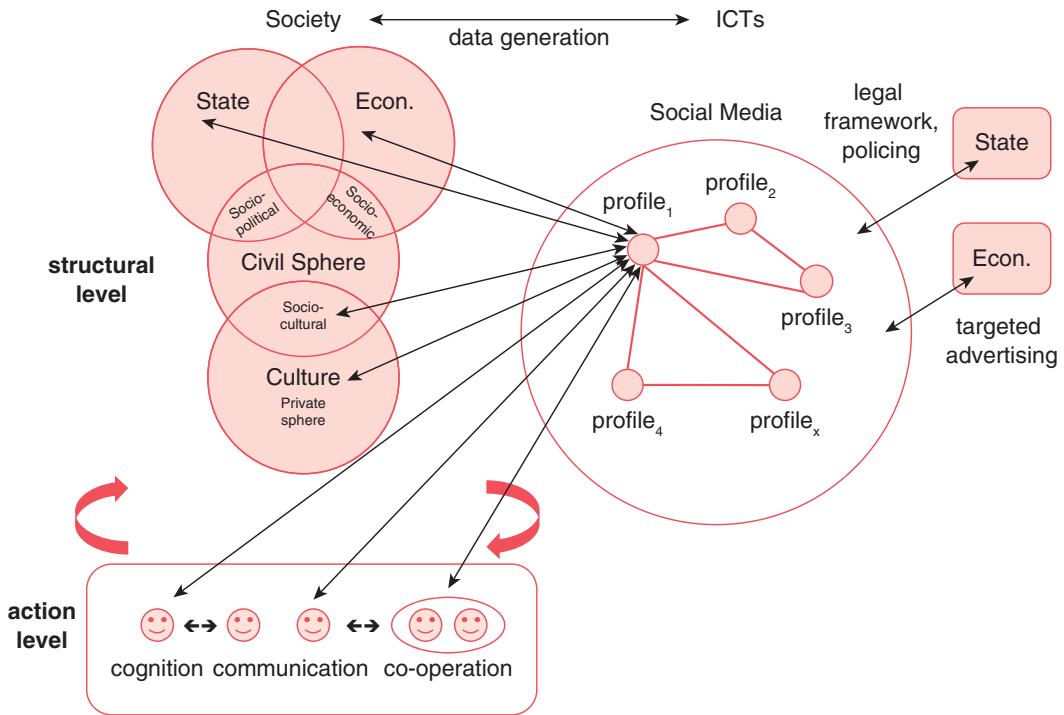 Society
ICTs
data generation
State
Econ.
Socio-
political
Socio-
economic
Civil Sphere
Socio-
cultural
Culture
Private
sphere
structural
level
Social Media
profile₁
profile₂
profile₃
profile₄
profileₓ
legal
framework,
policing
State
Econ.
targeted
advertising
action
level
cognition
communication
co-operation